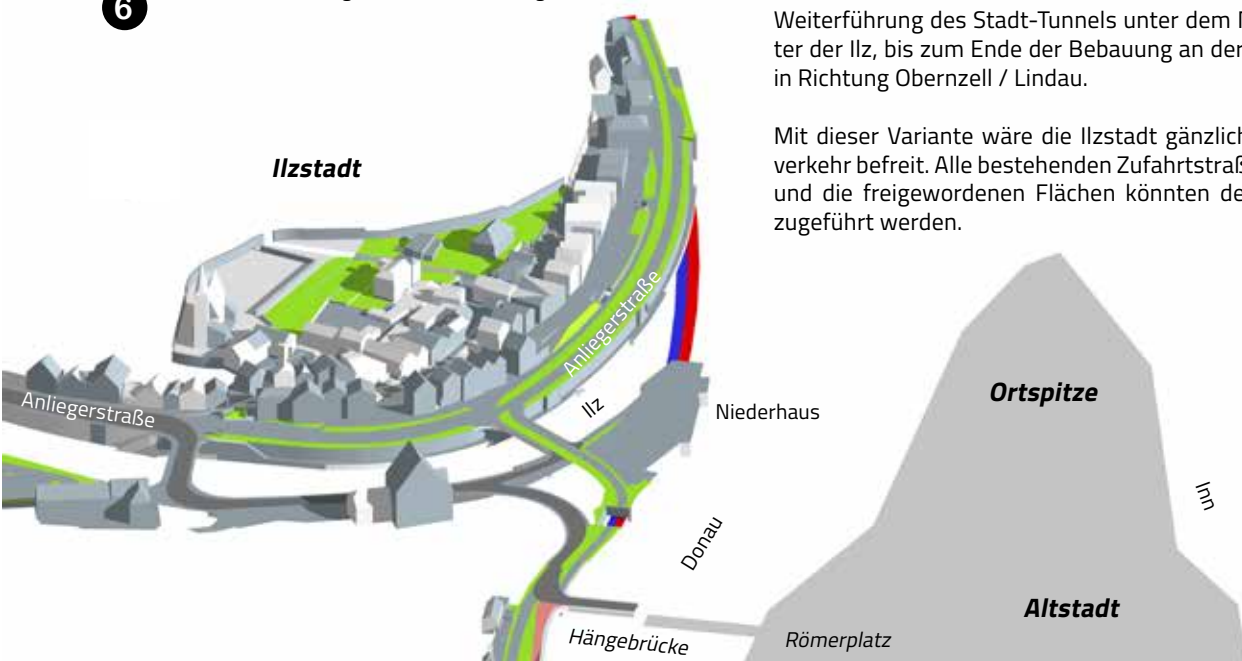 6
Weiterführung des Stadt-Tunnels unter dem
ter der Ilz, bis zum Ende der Bebauung an der
in Richtung Obernzell / Lindau.
Mit dieser Variante wäre die Ilzstadt gänzlich
verkehr befreit. Alle bestehenden Zufahrtstraß
und die freigewordenen Flächen könnten de
zugeführt werden.
Ilzstadt
Anliegerstraße
Anliegerstraße
Ilz
Niederhaus
Ortspitze
Inn
Donau
Altstadt
Hängebrücke
Römerplatz